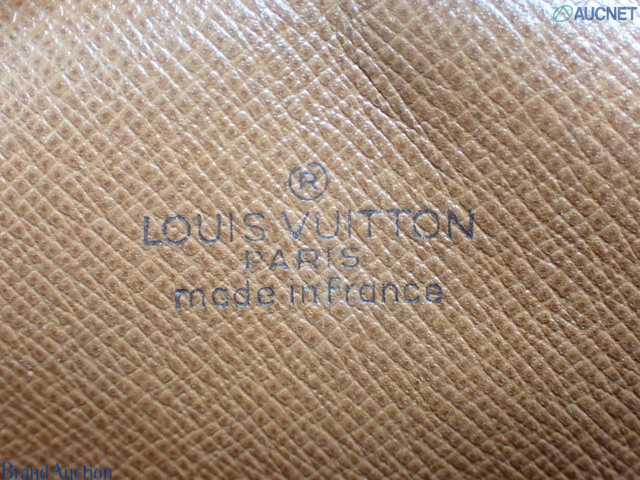 AUCNET
®
LOUIS VUITTON
PARIS
made in france
Brand Auction